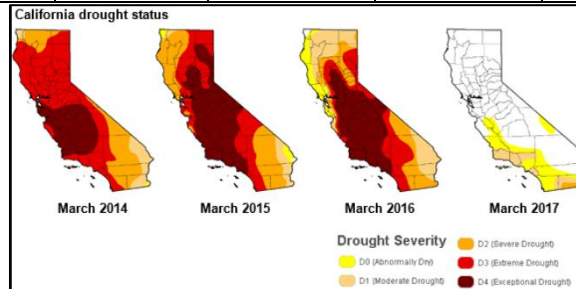 California drought status
March 2014
March 2015
March 2016
March 2017
Drought Severity
D0 (Abnormally Dry)
D1 (Moderate Drought)
D2 (Severe Drought)
D3 (Extreme Drought)
D4 (Exceptional Drought)